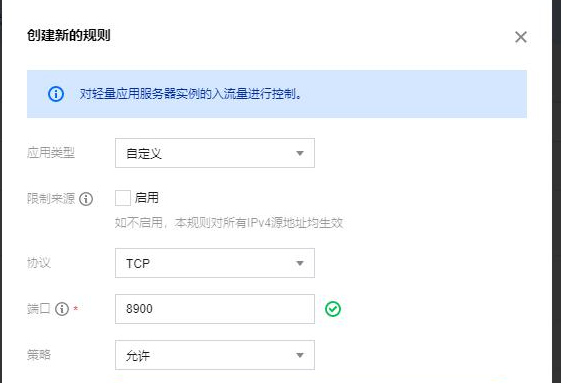 创建新的规则
对轻量应用服务器实例的入流量进行控制。
应用类型 自定义
限制来源 启用
如不启用，本规则对所有IPv4源地址均生效
协议 TCP
端口 * 8900
策略 允许